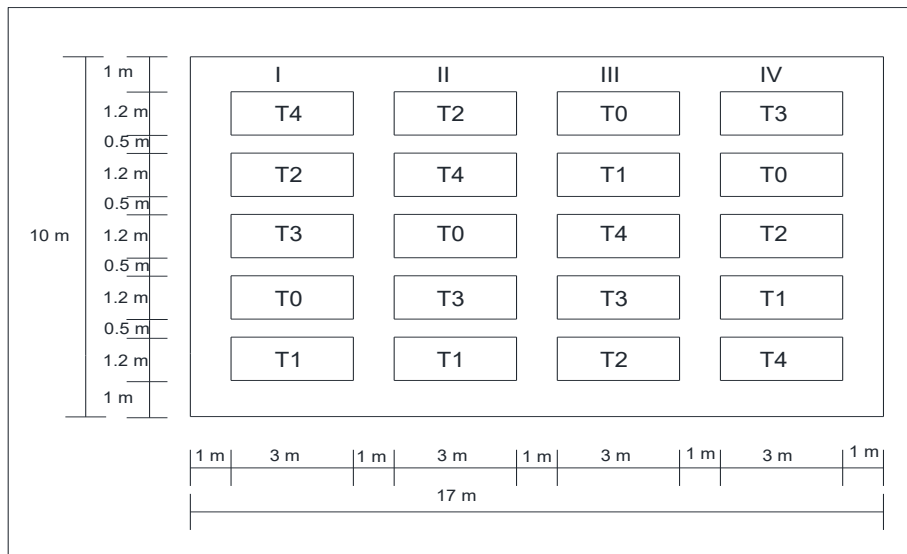 1 m
I II III IV
1.2 m T4 T2 T0 T3
0.5 m
1.2 m T2 T4 T1 T0
0.5 m
10 m 1.2 m T3 T0 T4 T2
0.5 m
1.2 m T0 T3 T3 T1
0.5 m
1.2 m T1 T1 T2 T4
1 m
1 m 3 m 1 m 3 m 1 m 3 m 1 m 3 m 1 m
17 m